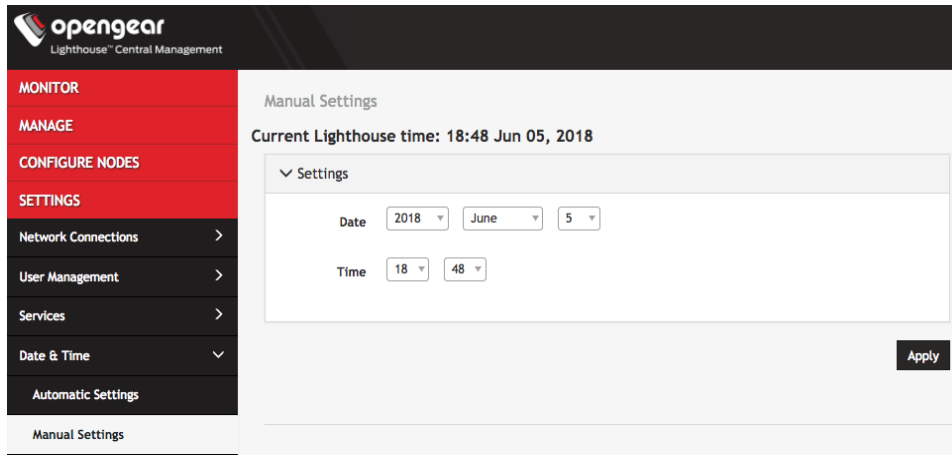 opengear
Lighthouse™ Central Management
MONITOR
MANAGE
CONFIGURE NODES
SETTINGS
Network Connections
User Management
Services
Date & Time
Automatic Settings
Manual Settings
Manual Settings
Current Lighthouse time: 18:48 Jun 05, 2018
Settings
Date 2018 June 5
Time 18 48
Apply